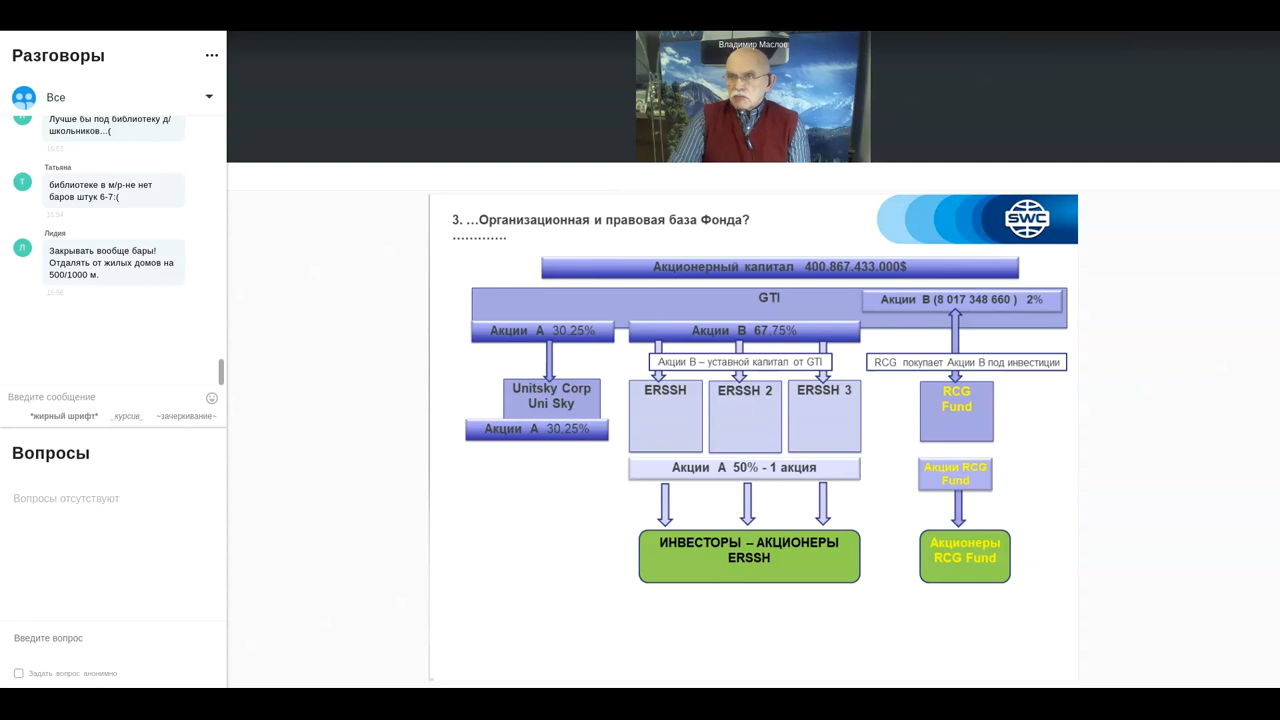 Разговоры
Все
Лучше бы под библиотеку д/
школьников...(
16:53
Татьяна
Т
библиотеке в м/р-не нет
баров штук 6-7:(
16:54
Лидия
Л
Закрывать вообще бары!
Отдалять от жилых домов на
500/1000 м.
16:56
Введите сообщение
*жирный шрифт* _курсив_ ~зачеркивание~
Вопросы
Вопросы отсутствуют
Введите вопрос
Задать вопрос анонимно
Владимир Маслов
3. …Организационная и правовая база Фонда?
………….
SWC
Акционерный капитал 400.867.433.000$
GTI
Акции В (8 017 348 660 ) 2%
Акции А 30,25%
Акции В 67,75%
Акции В – уставной капитал от GTI
RCG покупает Акции В под инвестиции
Unitsky Corp
Uni Sky
ERSSH
ERSSH 2
ERSSH 3
RCG
Fund
Акции А 30,25%
Акции А 50% - 1 акция
Акции RCG
Fund
ИНВЕСТОРЫ – АКЦИОНЕРЫ
ERSSH
Акционеры
RCG Fund